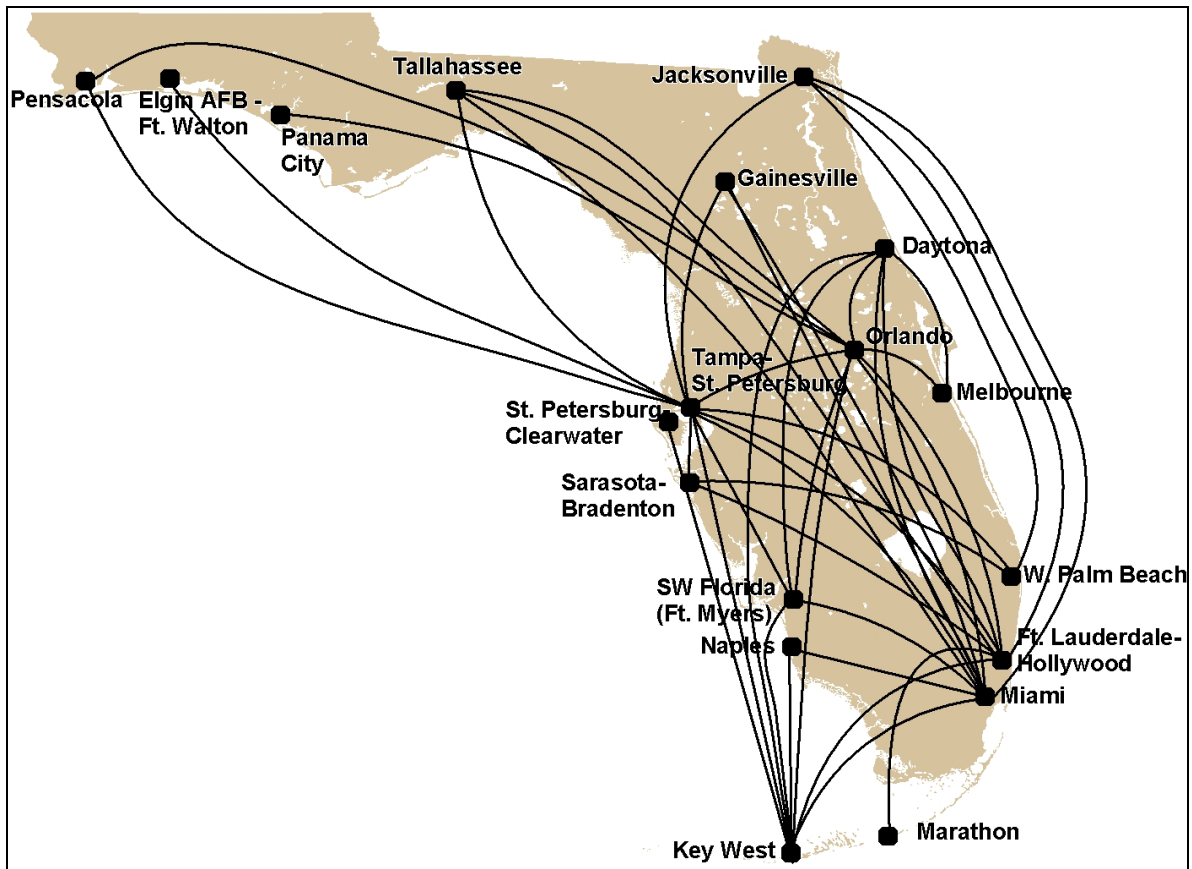 Tallahassee
Jacksonville
Pensacola
Elgin AFB -
Ft. Walton
Panama
City
Gainesville
Daytona
Orlando
Tampa-
St. Petersburg
Melbourne
St. Petersburg-
Clearwater
Sarasota-
Bradenton
W. Palm Beach
SW Florida
(Ft. Myers)
Naples
Ft. Lauderdale-
Hollywood
Miami
Marathon
Key West